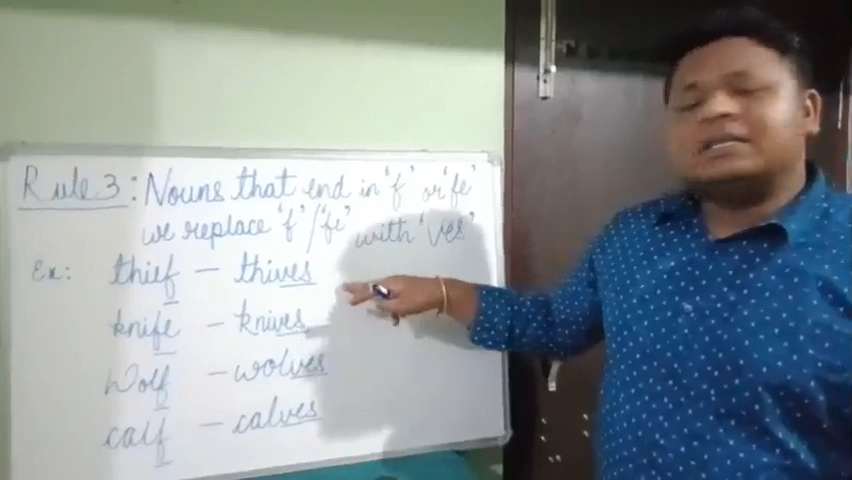 Rule 3: Nouns that end in 'f' or 'fe'
we replace 'f'/'fe' with 'ves'
Ex: thief - thives
knife - knives
Wolf - wolves
calf - calves